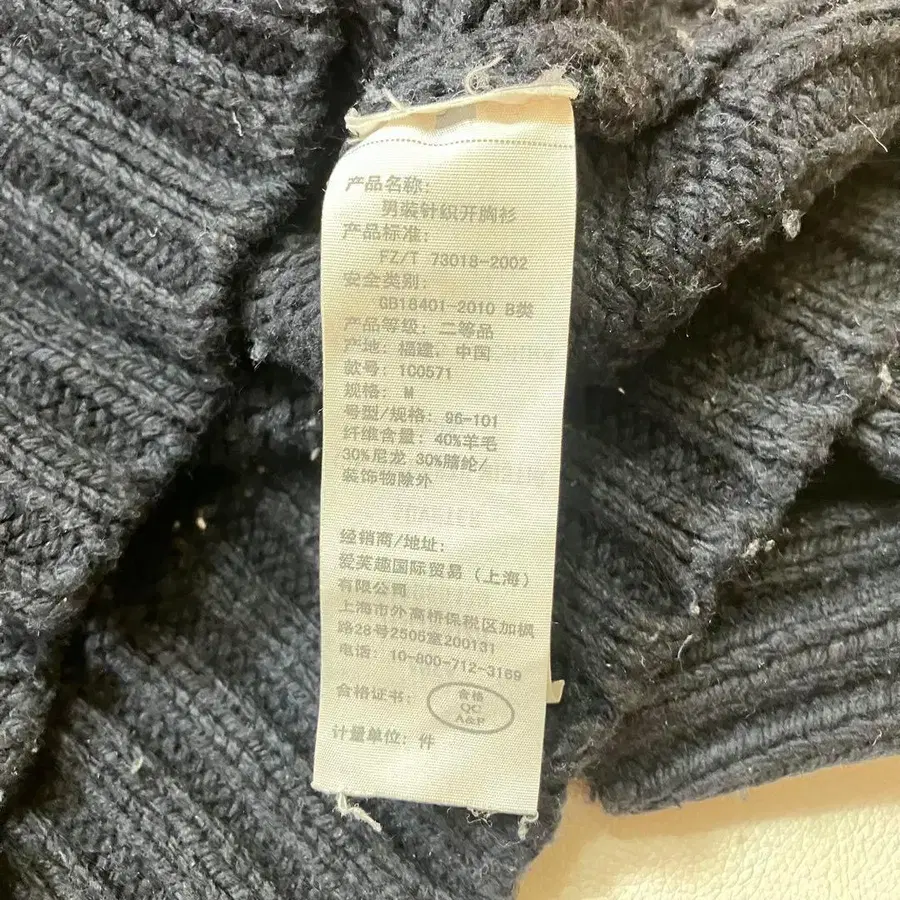 产品名称:
男装针织开胸衫
产品标准:
FZ/T 73018-2002
安全类别:
GB18401-2010 B类
产品等级: 二等品
产地: 福建, 中国
款号: 100571
规格: M
号型/规格: 96-101
纤维含量: 40%羊毛
30%尼龙 30%腈纶/
装饰物除外
经销商/地址:
爱芙趣国际贸易 (上海)
有限公司
上海市外高桥保税区加枫
路28号2505室200131
电话: 10-800-712-3169
合格证书:
合格
QC
A&F
计量单位: 件